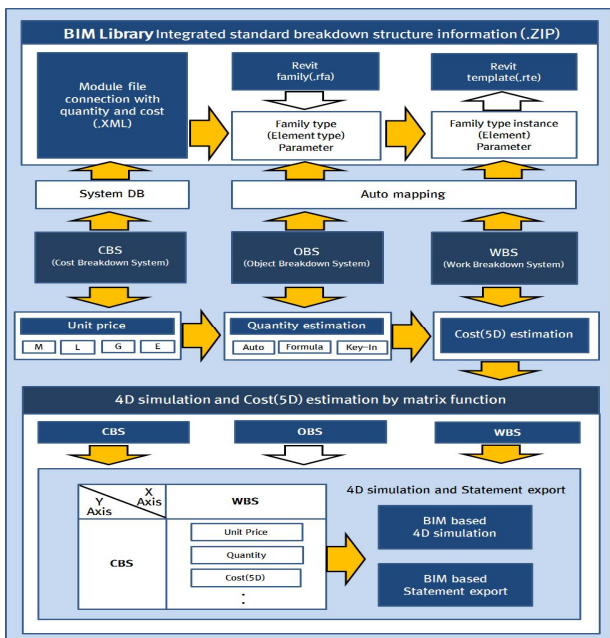 BIM Library Integrated standard breakdown structure information (.ZIP)
Module file
connection with
quantity and cost
(,XML)
Revit
family(.rfa)
Revit
template(.rte)
Family type
(Element type)
Parameter
Family type instance
(Element)
Parameter
System DB
Auto mapping
CBS
(Cost Breakdown System)
OBS
(Object Breakdown System)
WBS
(Work Breakdown System)
Unit price
M L G E
Quantity estimation
Auto Formula Key-In
Cost(5D) estimation
4D simulation and Cost(5D) estimation by matrix function
CBS
OBS
WBS
Y
Axis
X
Axis
WBS
CBS
Unit Price
Quantity
Cost(5D)
:
4D simulation and Statement export
BIM based
4D simulation
BIM based
Statement export